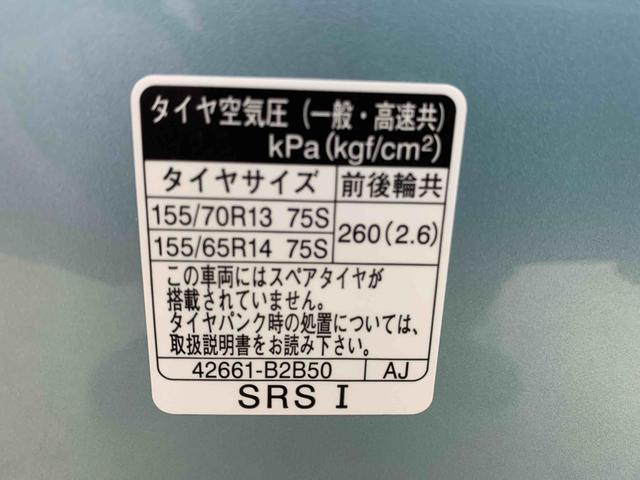 タイヤ空気圧（一般・高速共）
kPa(kgf/cm²)
タイヤサイズ 前後輪共
155/70R13 75S 260(2.6)
155/65R14 75S
この車両にはスペアタイヤが
搭載されていません。
タイヤパンク時の処置については、
取扱説明書をお読み下さい。
42661-B2B50 AJ
SRS I